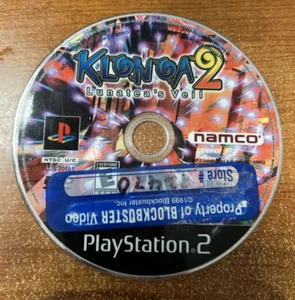 KLONOA 2
Lunatea's Veil
namco
NTSC U/C
EVERYONE
E
Store #
Property of BLOCKBUSTER Video
©1999 Blockbuster Inc.
PlayStation 2